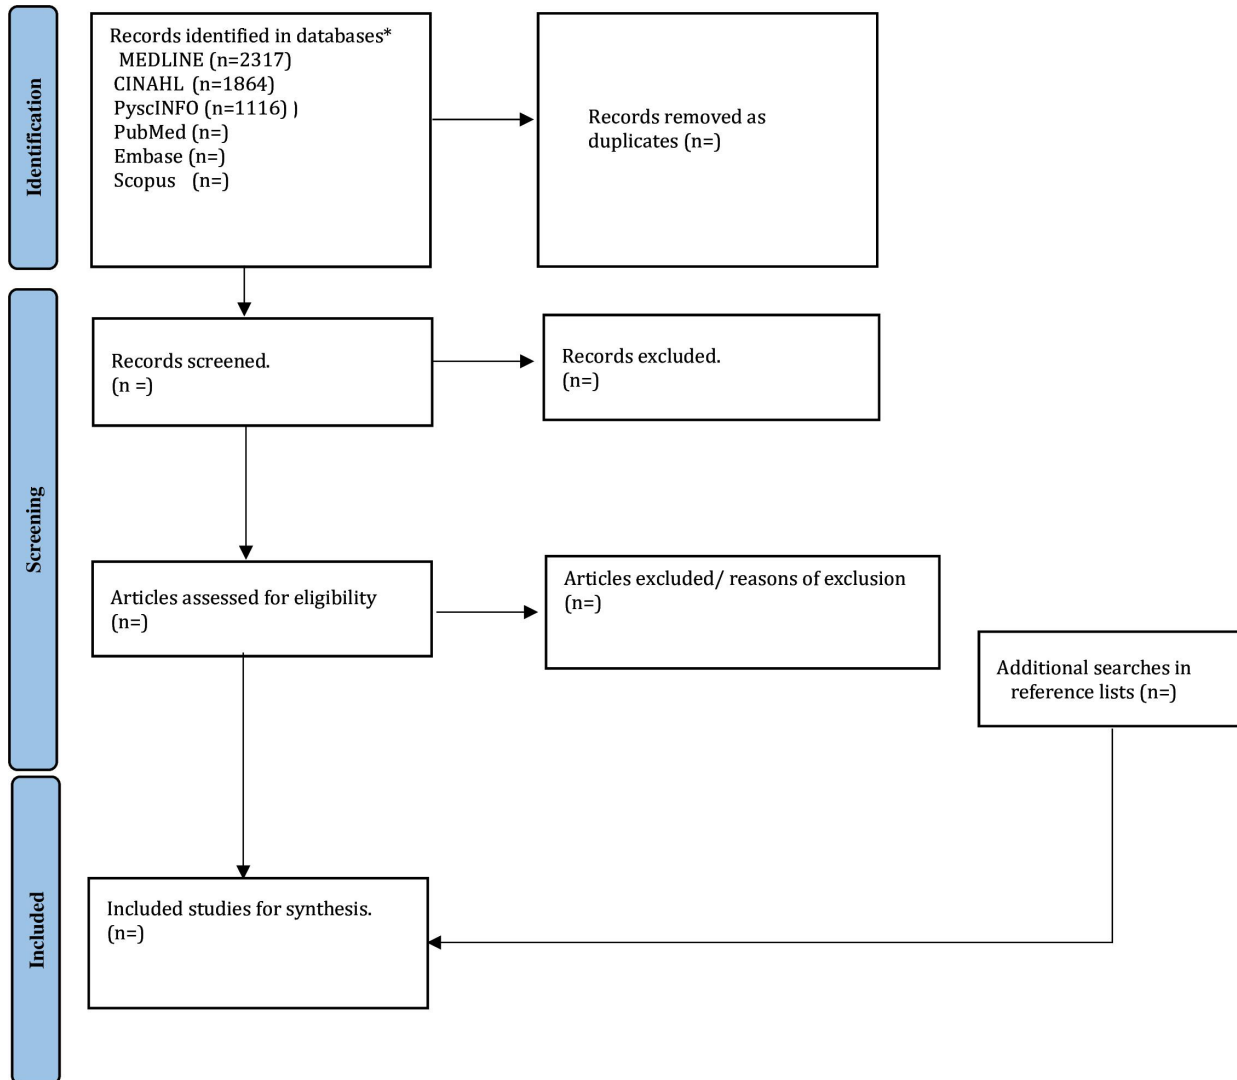 Identification
Records identified in databases*
MEDLINE (n=2317)
CINAHL (n=1864)
PyscINFO (n=1116) )
PubMed (n=)
Embase (n=)
Scopus (n=)
Records removed as
duplicates (n=)
Screening
Records screened.
(n =)
Records excluded.
(n=)
Articles assessed for eligibility
(n=)
Articles excluded/ reasons of exclusion
(n=)
Additional searches in
reference lists (n=)
Included
Included studies for synthesis.
(n=)